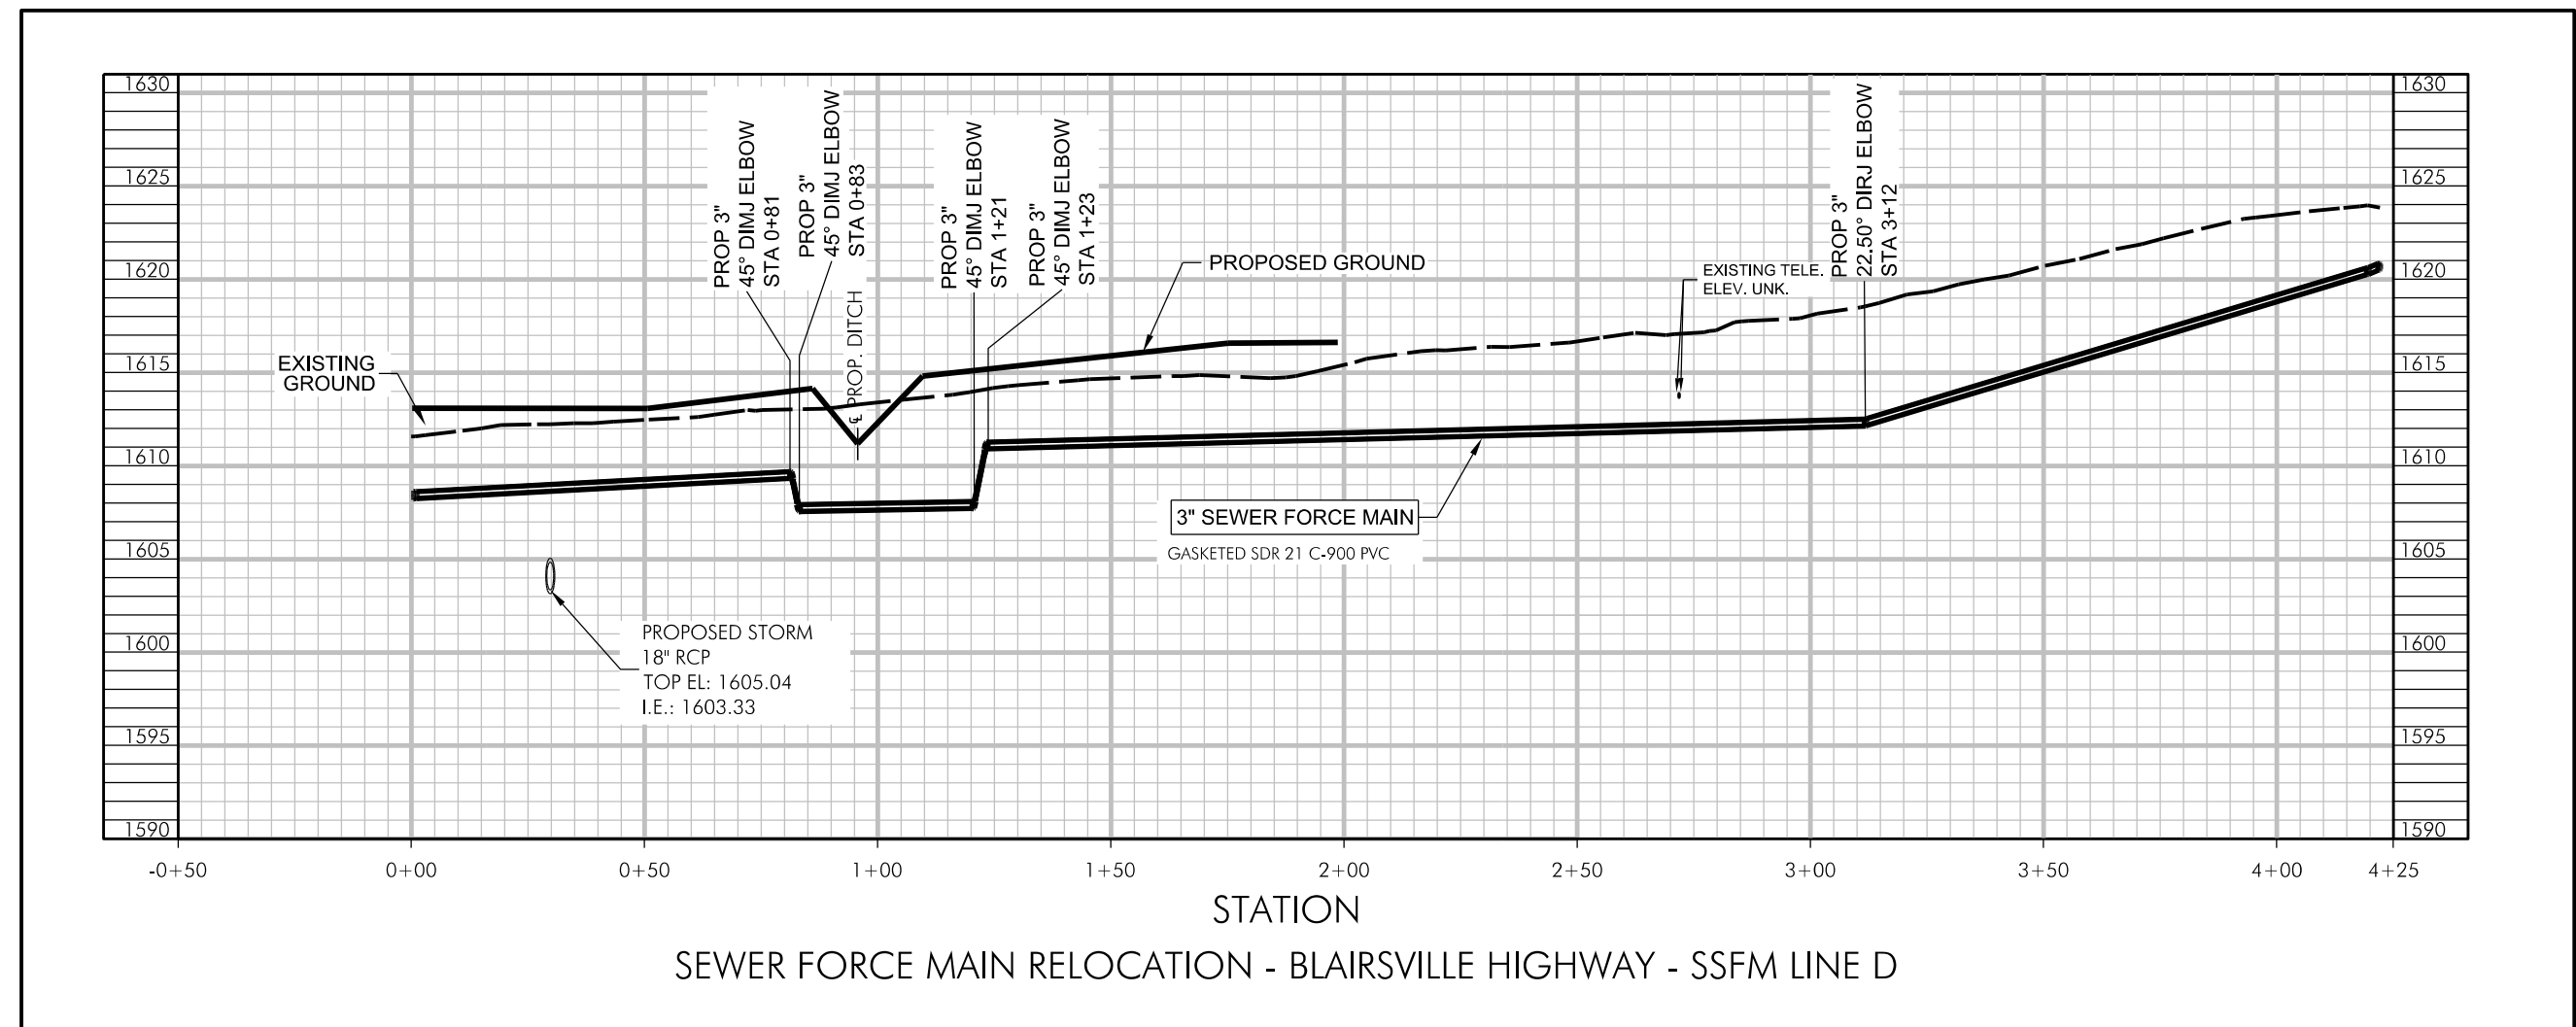 1630
1625
1620
1615
1610
1605
1600
1595
1590
1630
1625
1620
1615
1610
1605
1600
1595
1590
PROP 3"
45° DIMJ ELBOW
STA 0+81
PROP 3"
45° DIMJ ELBOW
STA 0+83
℄ PROP. DITCH
PROP 3"
45° DIMJ ELBOW
STA 1+21
PROP 3"
45° DIMJ ELBOW
STA 1+23
PROPOSED GROUND
EXISTING TELE.
ELEV. UNK.
PROP 3"
22.50° DIRJ ELBOW
STA 3+12
EXISTING
GROUND
3" SEWER FORCE MAIN
GASKETED SDR 21 C-900 PVC
PROPOSED STORM
18" RCP
TOP EL: 1605.04
I.E.: 1603.33
-0+50
0+00
0+50
1+00
1+50
2+00
2+50
3+00
3+50
4+00
4+25
STATION
SEWER FORCE MAIN RELOCATION - BLAIRSVILLE HIGHWAY - SSFM LINE D